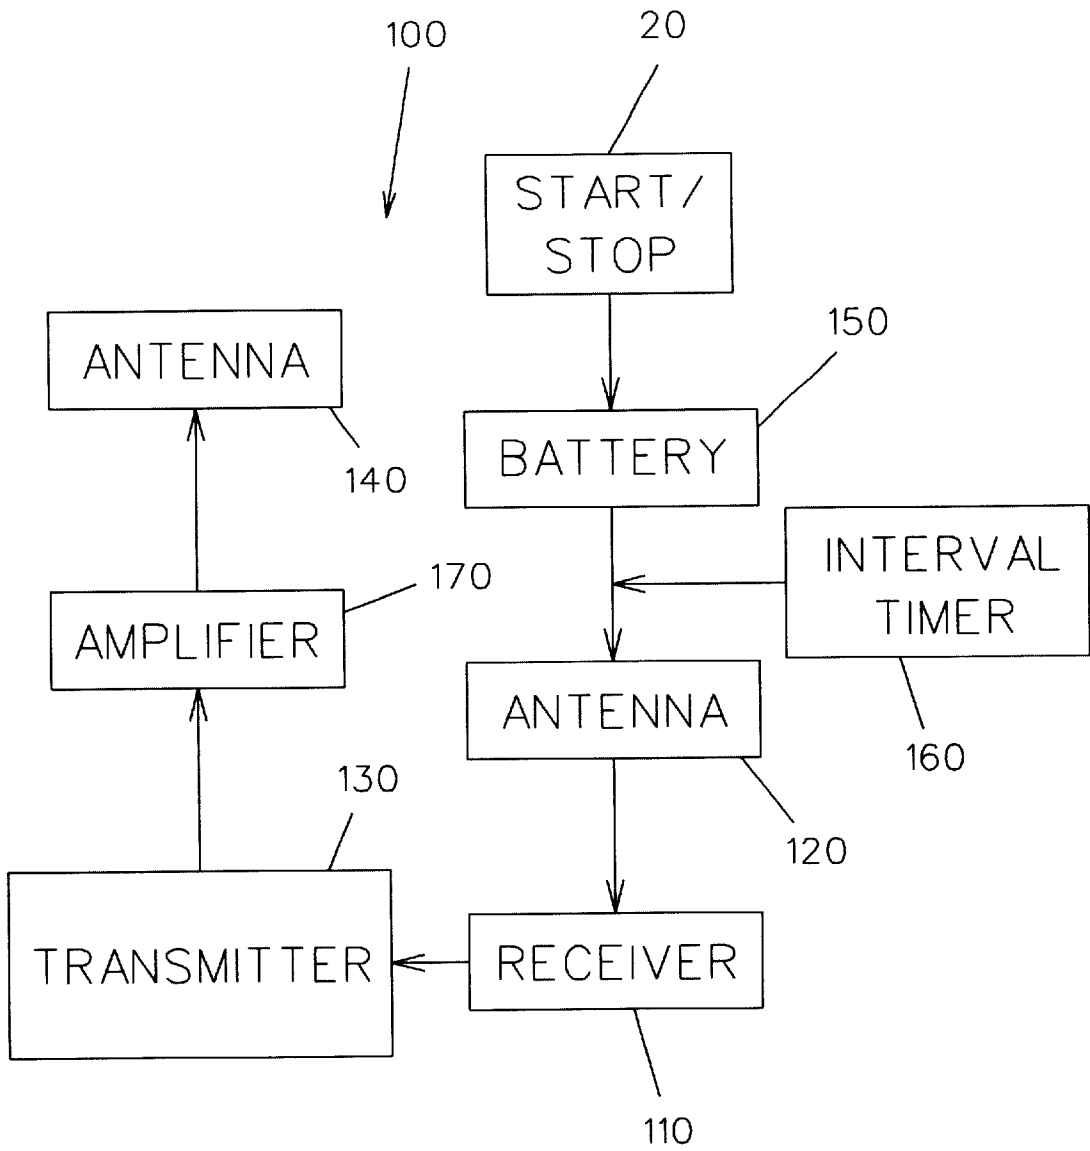 100
20
START/
STOP
150
ANTENNA
140
BATTERY
170
INTERVAL
TIMER
AMPLIFIER
ANTENNA
160
130
120
TRANSMITTER
RECEIVER
110